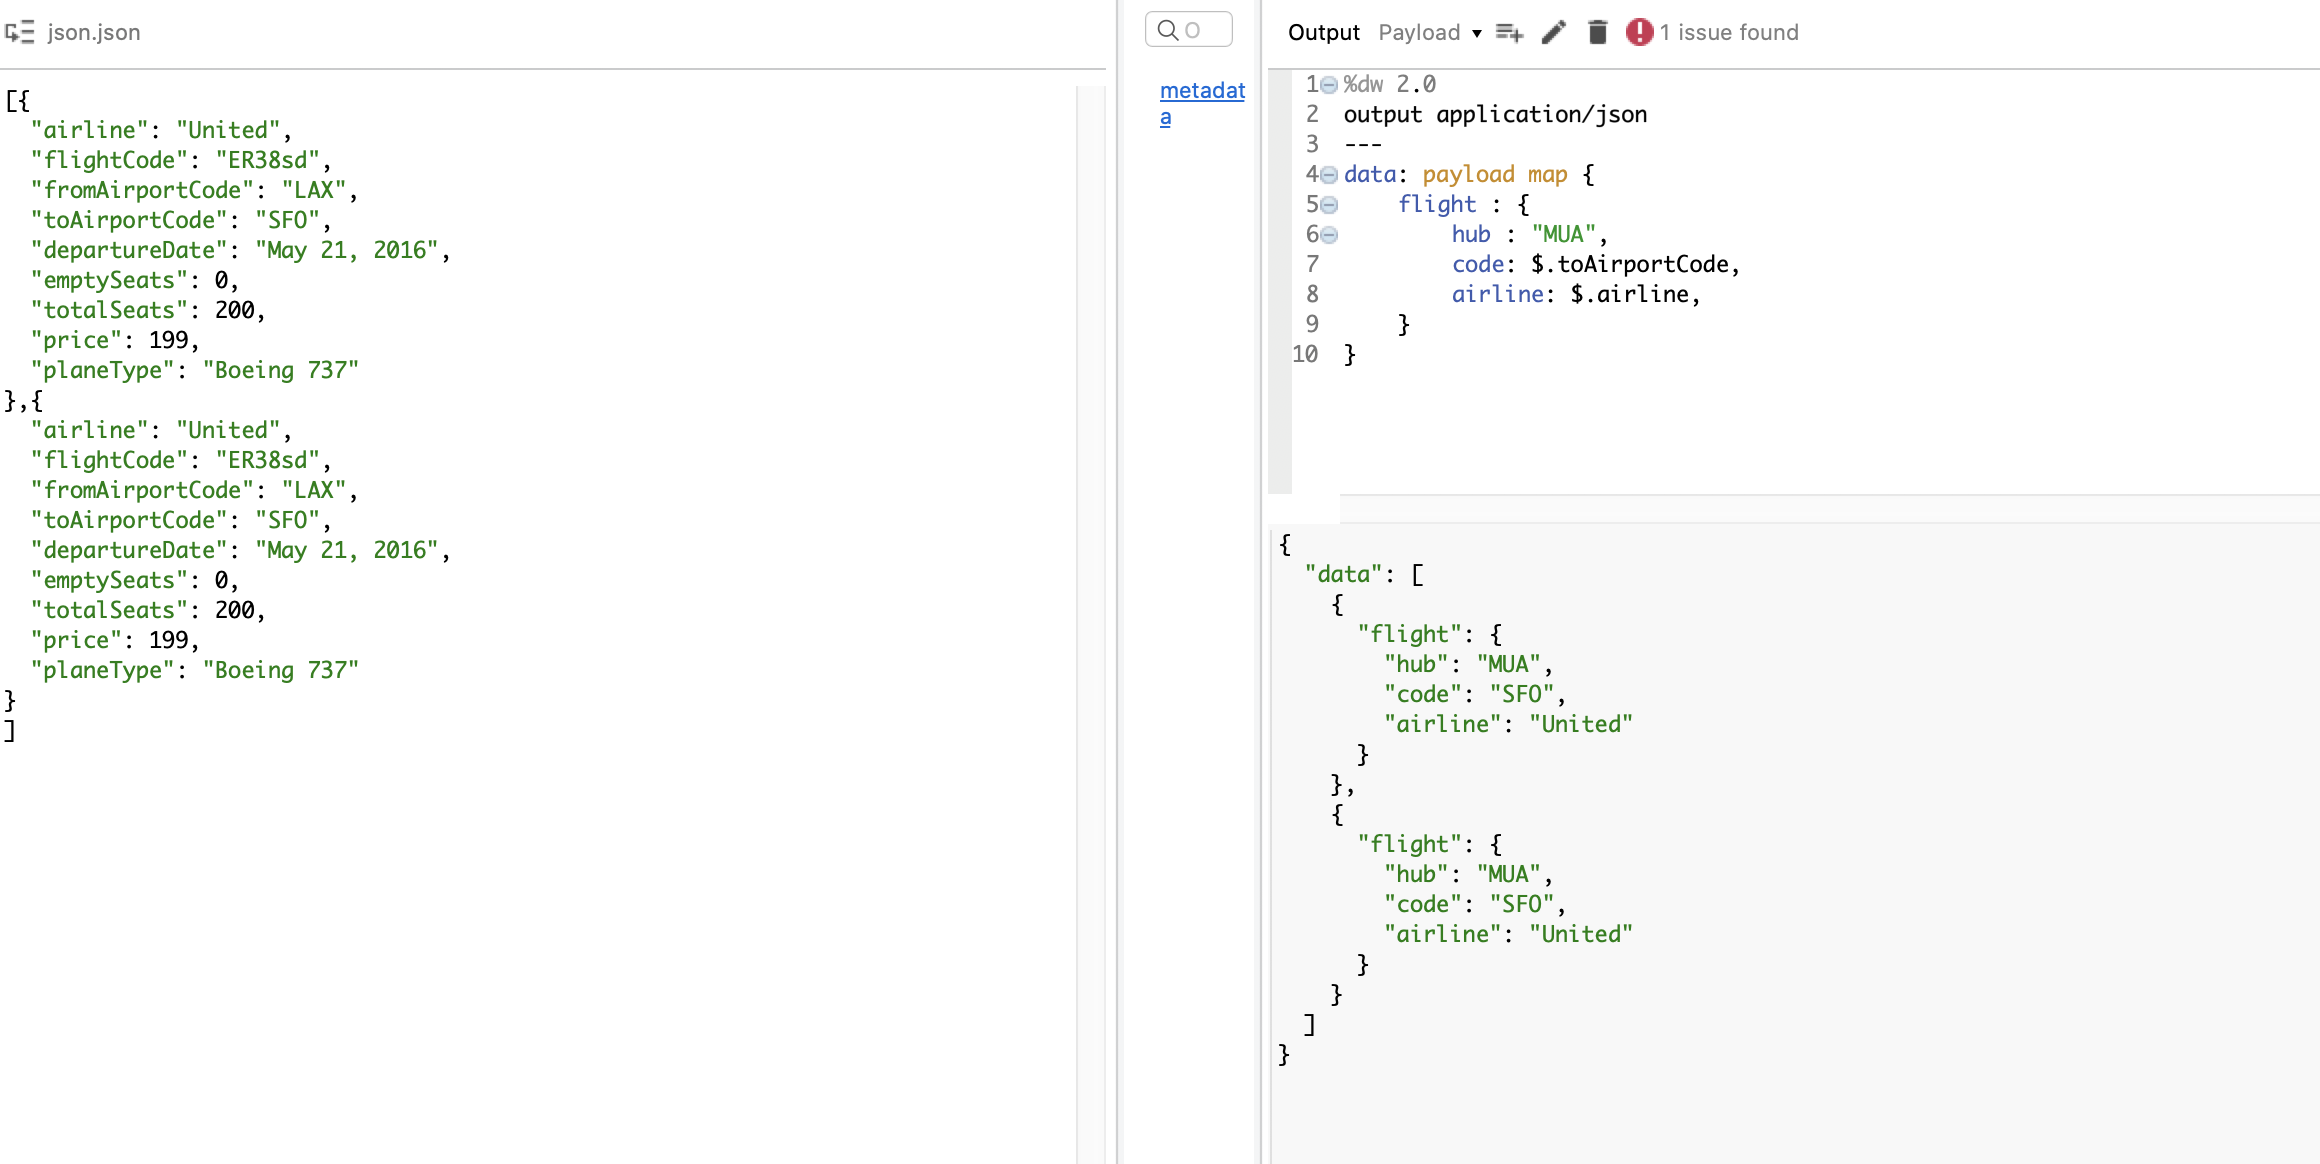 json.json
[{
"airline": "United",
"flightCode": "ER38sd",
"fromAirportCode": "LAX",
"toAirportCode": "SFO",
"departureDate": "May 21, 2016",
"emptySeats": 0,
"totalSeats": 200,
"price": 199,
"planeType": "Boeing 737"
},{
"airline": "United",
"flightCode": "ER38sd",
"fromAirportCode": "LAX",
"toAirportCode": "SFO",
"departureDate": "May 21, 2016",
"emptySeats": 0,
"totalSeats": 200,
"price": 199,
"planeType": "Boeing 737"
}
]
metadat
a
Output Payload 1 issue found
1 %dw 2.0
2 output application/json
3 ---
4 data: payload map {
5 flight : {
6 hub : "MUA",
7 code: $.toAirportCode,
8 airline: $.airline,
9 }
10 }
{
"data": [
{
"flight": {
"hub": "MUA",
"code": "SFO",
"airline": "United"
}
},
{
"flight": {
"hub": "MUA",
"code": "SFO",
"airline": "United"
}
}
]
}